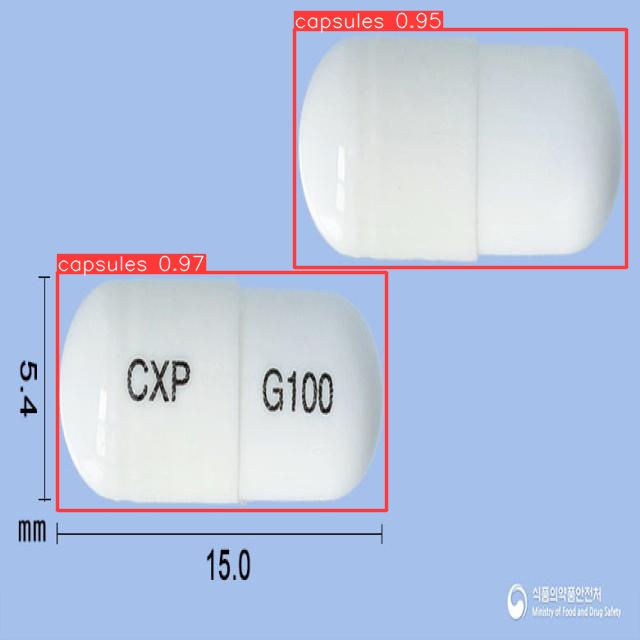 capsules 0.95
capsules 0.97
CXP
G100
5.4
mm
15.0
식품의약품안전처
Ministry of Food and Drug Safety